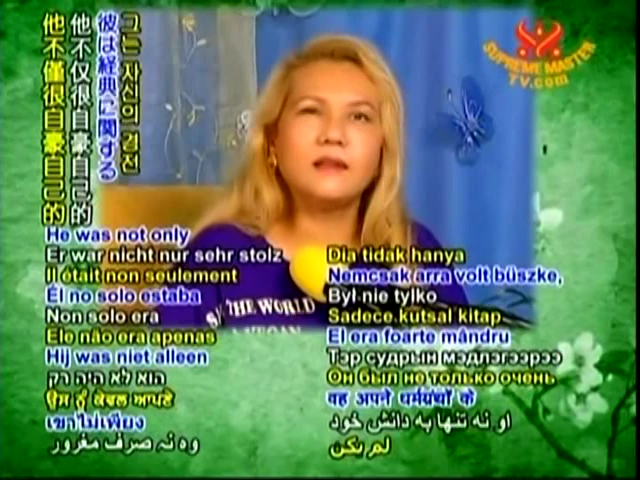 SUPREME MASTER
TV.com
他不僅很自豪自己的
他不仅很自豪自己的
彼は経典に関する
그는 자신의 경전
THE WORLD
He was not only
Er war nicht nur sehr stolz
Il était non seulement
Él no solo estaba
Non solo era
Ele não era apenas
Hij was niet alleen
הוא לא היה רק
ਉਸ ਨੂੰ ਕੇਵਲ ਆਪਣੇ
เขาไม่เพียง
وہ نہ صرف مغرور
Dia tidak hanya
Nemcsak arra volt büszke,
Był nie tylko
Sadece kutsal kitap
El era foarte mândru
Тэр судрын мэдлэгээрээ
Он был не только очень
वह अपने धर्मग्रंथों के
او نه تنها به دانش خود
لم يكن